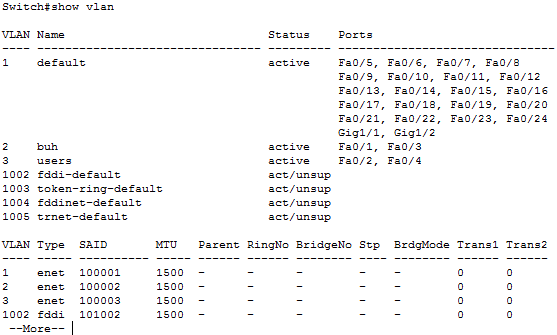 Switch#show vlan
VLAN Name                             Status    Ports
---- -------------------------------- --------- -------------------------------
1    default                          active    Fa0/5, Fa0/6, Fa0/7, Fa0/8
                                                Fa0/9, Fa0/10, Fa0/11, Fa0/12
                                                Fa0/13, Fa0/14, Fa0/15, Fa0/16
                                                Fa0/17, Fa0/18, Fa0/19, Fa0/20
                                                Fa0/21, Fa0/22, Fa0/23, Fa0/24
                                                Gig1/1, Gig1/2
2    buh                              active    Fa0/1, Fa0/3
3    users                            active    Fa0/2, Fa0/4
1002 fddi-default                     act/unsup
1003 token-ring-default               act/unsup
1004 fddinet-default                  act/unsup
1005 trnet-default                    act/unsup
VLAN Type  SAID       MTU   Parent RingNo BridgeNo Stp  BrdgMode Trans1 Trans2
---- ----- ---------- ----- ------ ------ -------- ---- -------- ------ ------
1    enet  100001     1500  -      -      -        -    -        0      0
2    enet  100002     1500  -      -      -        -    -        0      0
3    enet  100003     1500  -      -      -        -    -        0      0
1002 fddi  101002     1500  -      -      -        -    -        0      0
 --More--